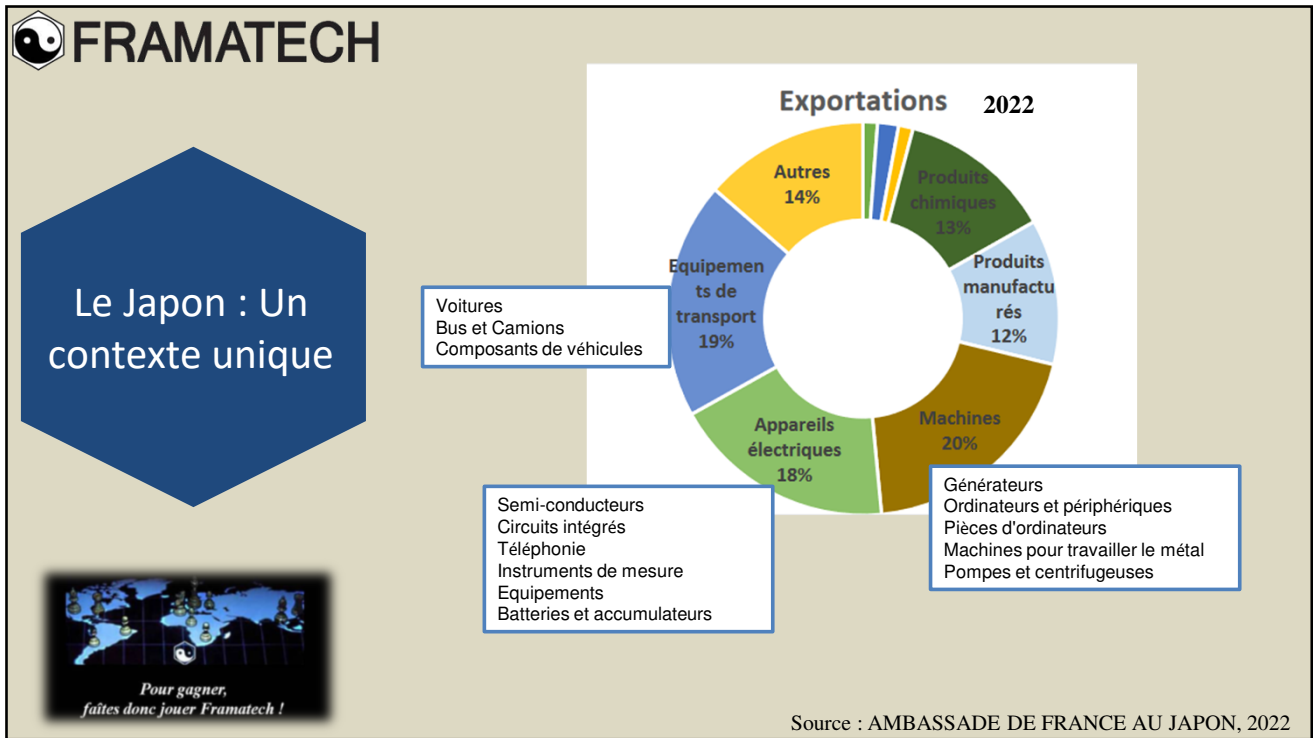 FRAMATECH
Le Japon : Un
contexte unique
Exportations 2022
Autres
14%
Produits
chimiques
13%
Produits
manufactu
rés
12%
Machines
20%
Appareils
électriques
18%
Equipemen
ts de
transport
19%
Voitures
Bus et Camions
Composants de véhicules
Semi-conducteurs
Circuits intégrés
Téléphonie
Instruments de mesure
Equipements
Batteries et accumulateurs
Générateurs
Ordinateurs et périphériques
Pièces d'ordinateurs
Machines pour travailler le métal
Pompes et centrifugeuses
Pour gagner,
faîtes donc jouer Framatech !
Source : AMBASSADE DE FRANCE AU JAPON, 2022